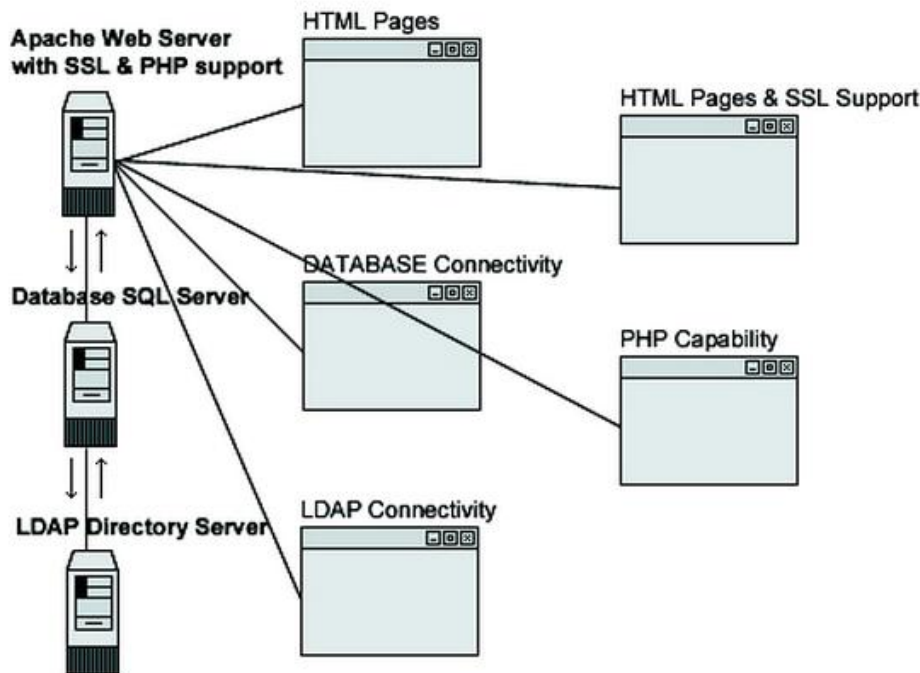 HTML Pages
Apache Web Server
with SSL & PHP support
HTML Pages & SSL Support
DATABASE Connectivity
Database SQL Server
PHP Capability
LDAP Connectivity
LDAP Directory Server